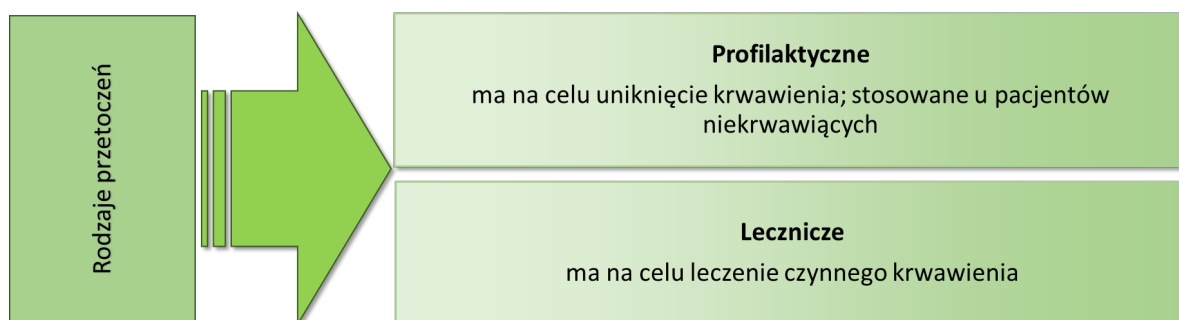 Rodzaje przetoczeń
Profilaktyczne
ma na celu uniknięcie krwawienia; stosowane u pacjentów
niekrwawiących
Lecznicze
ma na celu leczenie czynnego krwawienia